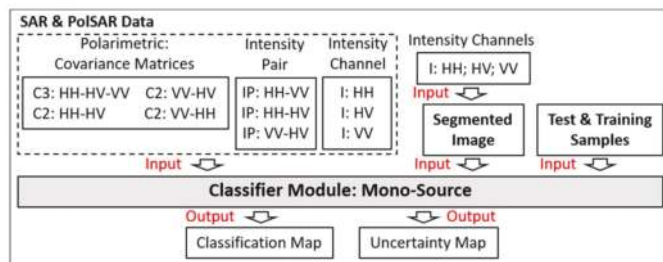 SAR & PolSAR Data
Polarimetric:
Covariance Matrices
C3: HH-HV-VV C2: VV-HV
C2: HH-HV C2: VV-HH
Intensity
Pair
IP: HH-VV
IP: HH-HV
IP: VV-HV
Intensity
Channel
I: HH
I: HV
I: VV
Intensity Channels
I: HH; HV; VV
Input
Segmented
Image
Test & Training
Samples
Input
Input
Input
Classifier Module: Mono-Source
Output
Output
Classification Map
Uncertainty Map